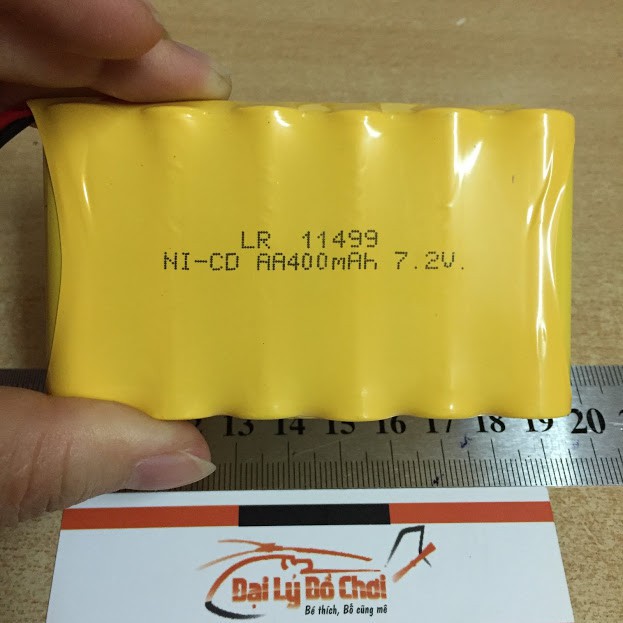 LR 11499
NI-CD AA400mAh 7.2V.
13 14 15 16 17 18 19 20
Đại Lý Đồ Chơi
Bé thích, Bố cũng mê